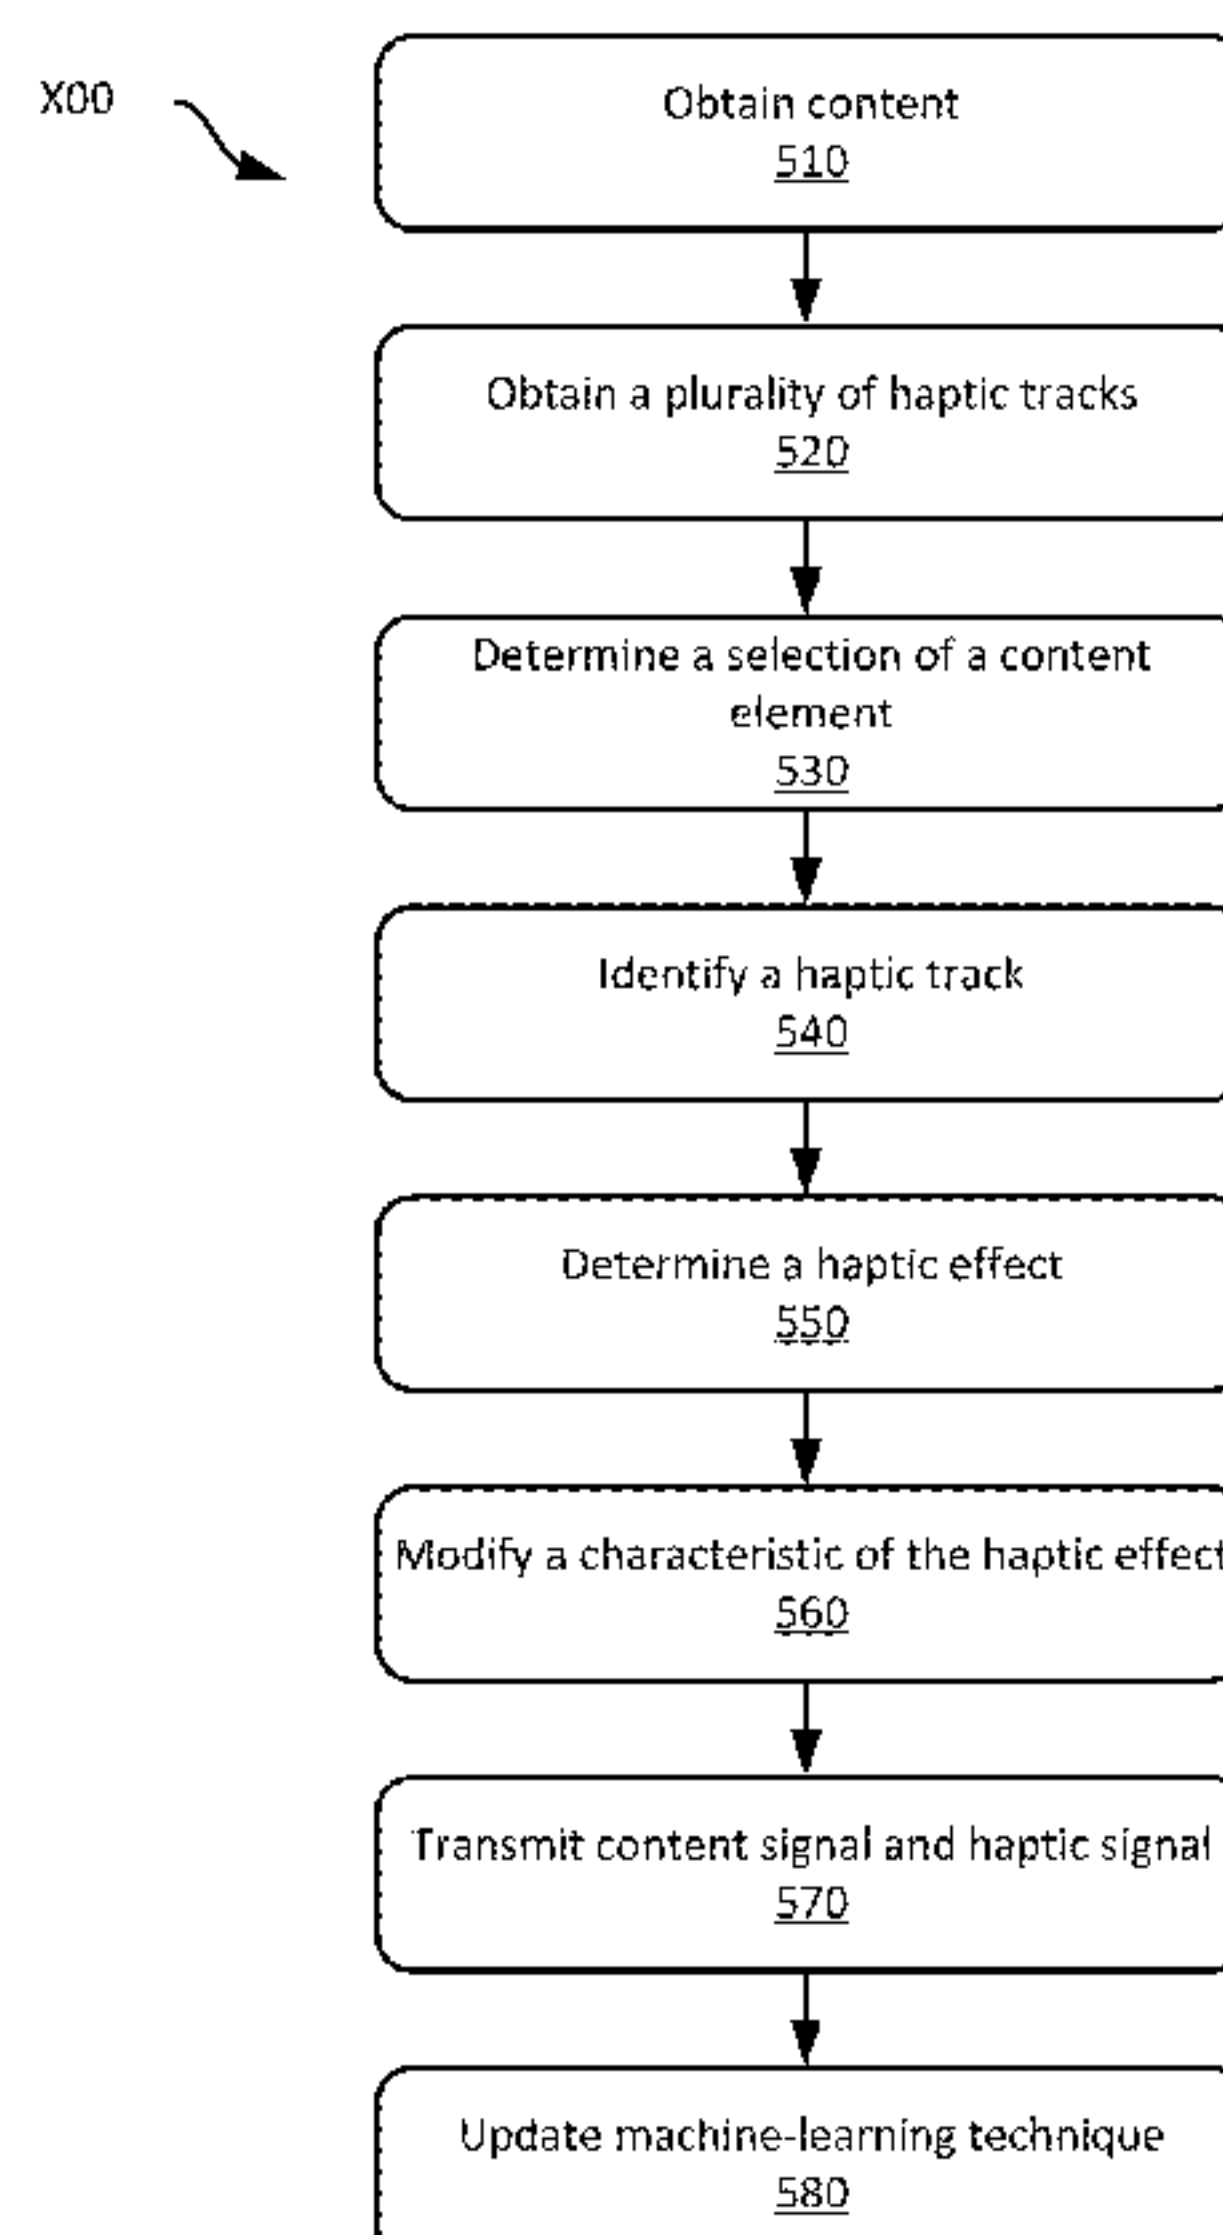 X00
Obtain content
510
Obtain a plurality of haptic tracks
520
Determine a selection of a content
element
530
Identify a haptic track
540
Determine a haptic effect
550
Modify a characteristic of the haptic effect
560
Transmit content signal and haptic signal
570
Update machine-learning technique
580